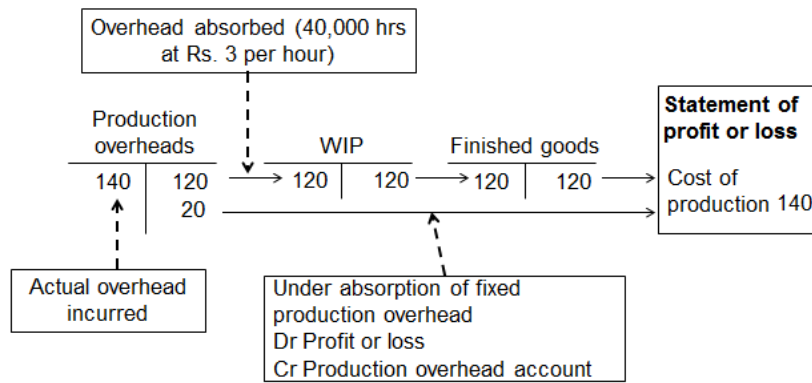 Overhead absorbed (40,000 hrs
at Rs. 3 per hour)
Production
overheads
WIP
Finished goods
Statement of
profit or loss
140 120 120 120 120 120
Cost of
production 140
20
Actual overhead
incurred
Under absorption of fixed
production overhead
Dr Profit or loss
Cr Production overhead account